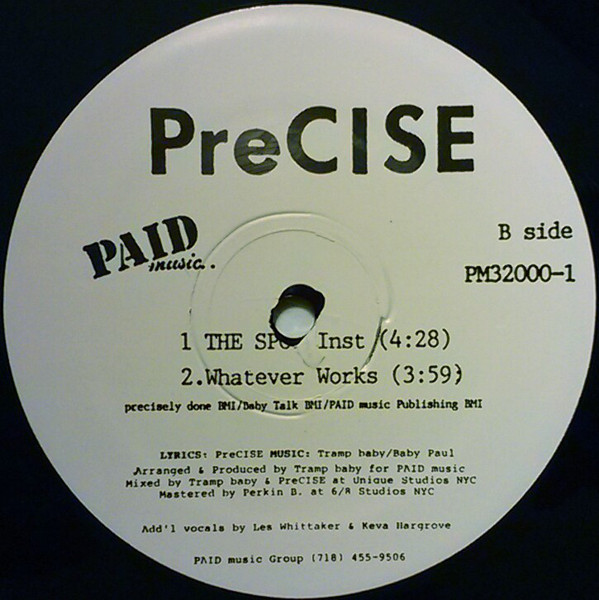 PreCISE
PAID
music..
B side
PM32000-1
1 THE Inst (4:28)
2.Whatever Works (3:59)
precisely done BMI/Baby Talk BMI/PAID music Publishing BMI
LYRICS: PreCISE MUSIC: Tramp baby/Baby Paul
Arranged & Produced by Tramp baby for PAID music
Mixed by Tramp baby & PreCISE at Unique Studios NYC
Mastered by Perkin B. at 6/8 Studios NYC
Add'l vocals by Les Whittaker & Keva Hargrove
PAID music Group (718) 455-9506